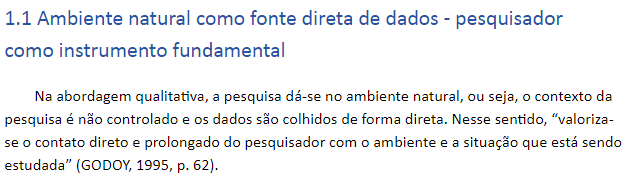 1.1 Ambiente natural como fonte direta de dados - pesquisador
como instrumento fundamental
Na abordagem qualitativa, a pesquisa dá-se no ambiente natural, ou seja, o contexto da
pesquisa é não controlado e os dados são colhidos de forma direta. Nesse sentido, “valoriza-
se o contato direto e prolongado do pesquisador com o ambiente e a situação que está sendo
estudada” (GODOY, 1995, p. 62).